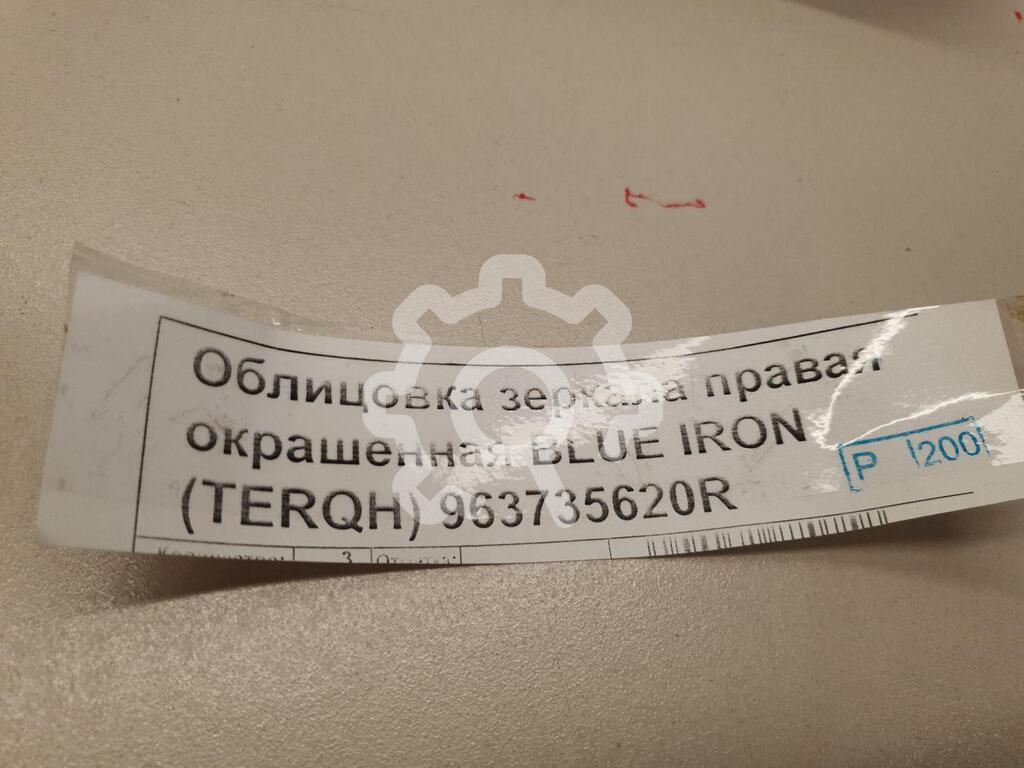 Облицовка зеркала правая
окрашенная BLUE IRON
(TERQH) 963735620R
P 200
3